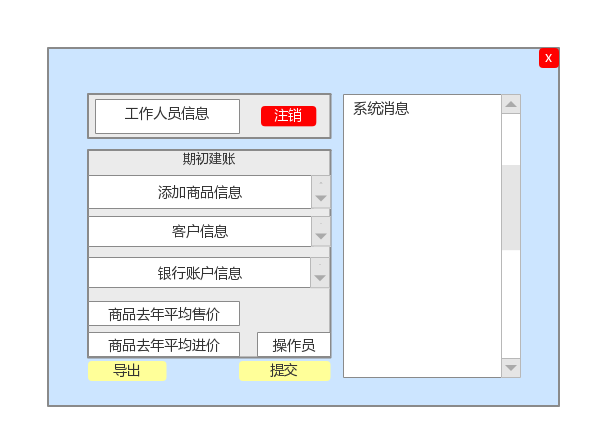 x
工作人员信息
注销
系统消息
期初建账
添加商品信息
客户信息
银行账户信息
商品去年平均售价
商品去年平均进价
操作员
导出
提交